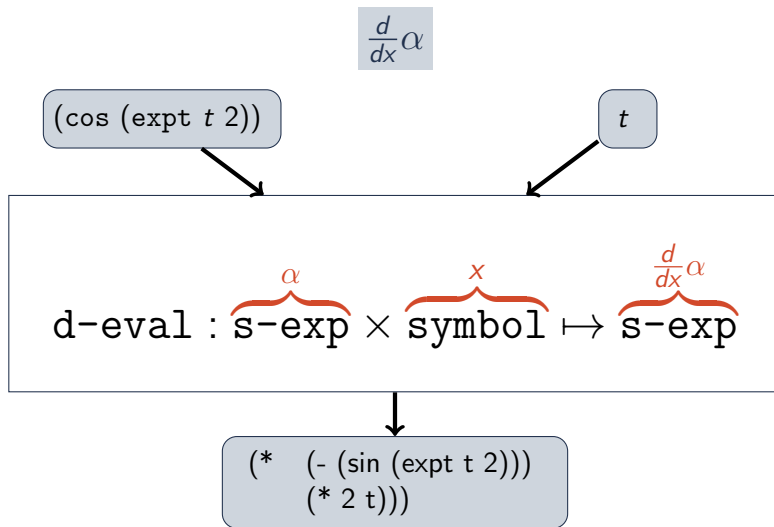 d/dx α
(cos (expt t 2))
t
α
x
d/dx α
d-eval : s-exp × symbol ↦ s-exp
(* (- (sin (expt t 2)))
(* 2 t)))